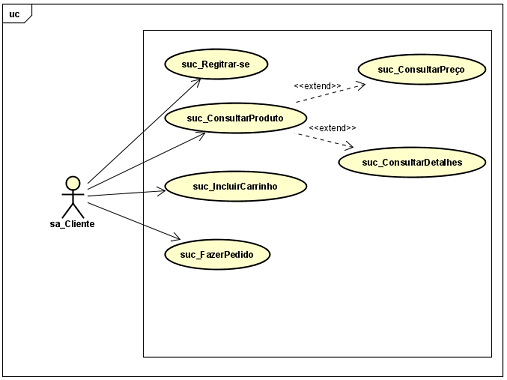 uc
suc_Regitrar-se
suc_ConsultarPreço
<<extend>>
suc_ConsultarProduto
<<extend>>
suc_ConsultarDetalhes
suc_IncluirCarrinho
sa_Cliente
suc_FazerPedido